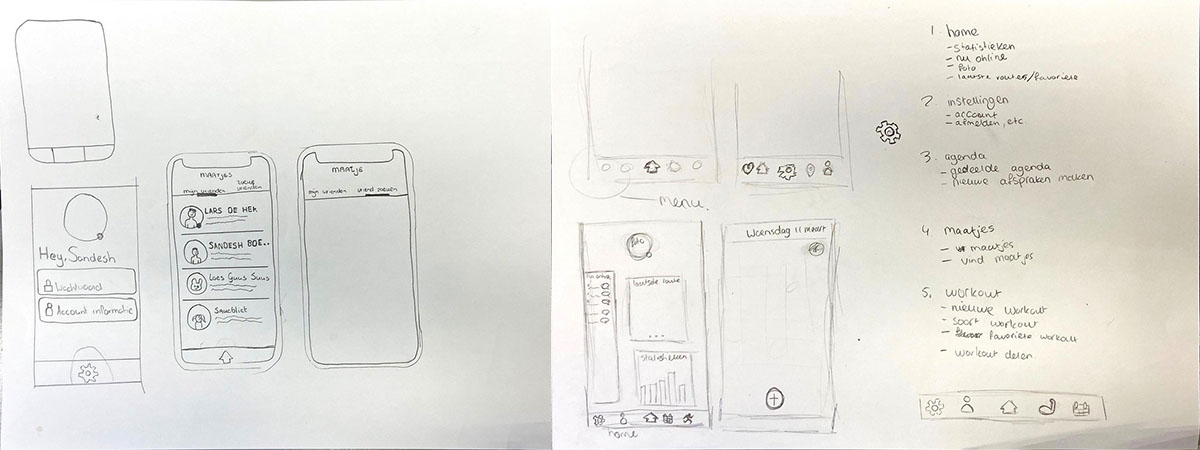 Hey, Sandesh
Wachtwoord
Account informatie
MAATJES
mijn vrienden
zoek vrienden
LARS DE HEK
SANDESH BOE..
Loes Guus Suus
MAATJE
mijn vrienden
vriend zoeken
Menu.
foto
laatste route
statistieken
home
Woensdag 11 maart
1. home
- statistieken
- nu online
- foto
- laatste routes/favoriete
2. instellingen
- account
- afmelden, etc.
3. agenda
- gedeelde agenda
- nieuwe afspraken maken
4 maatjes
- maatjes
- vind maatjes
5. workout
- nieuwe workout
- soort workout
- favoriete workout
- workout delen